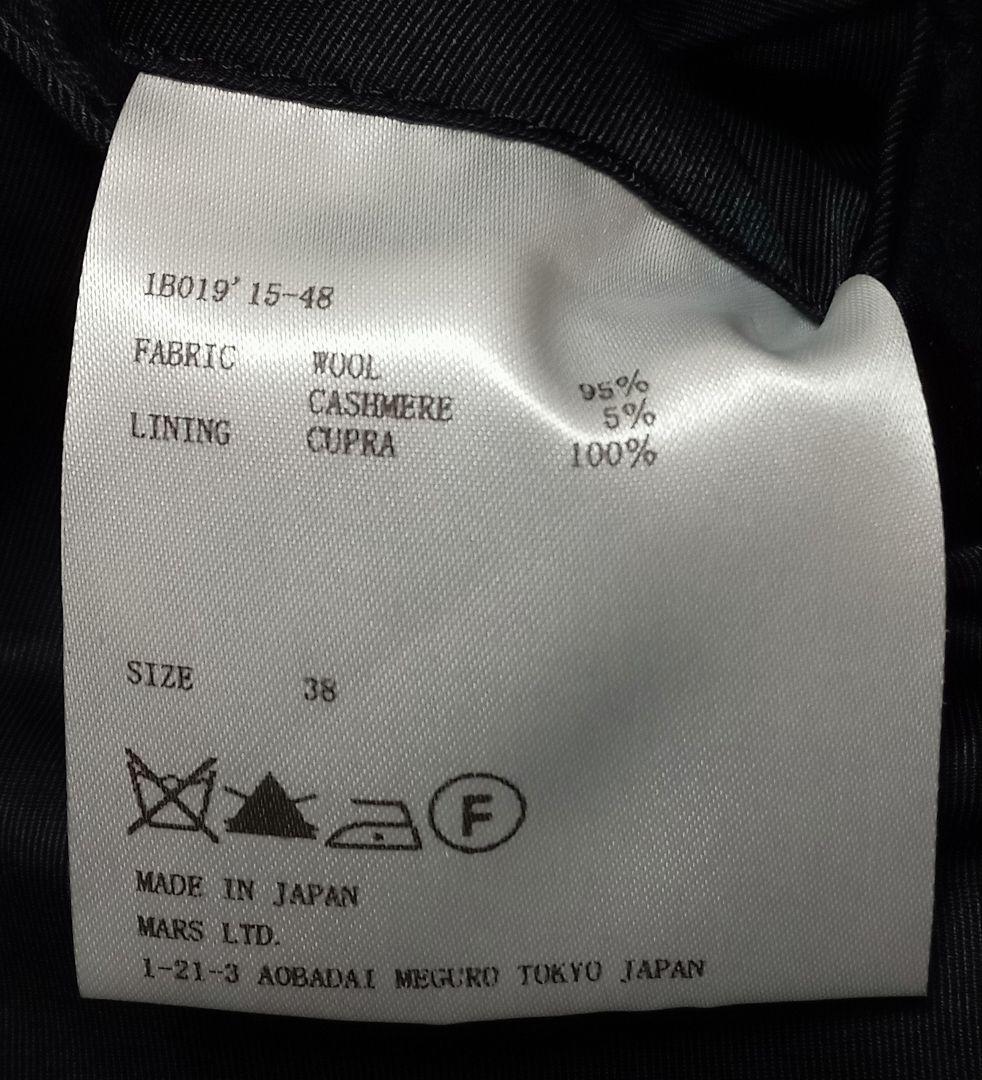 1B019' 15-48
FABRIC WOOL 95%
CASHMERE 5%
LINING CUPRA 100%
SIZE 38
F
MADE IN JAPAN
MARS LTD.
1-21-3 AOBADAI MEGURO TOKYO JAPAN